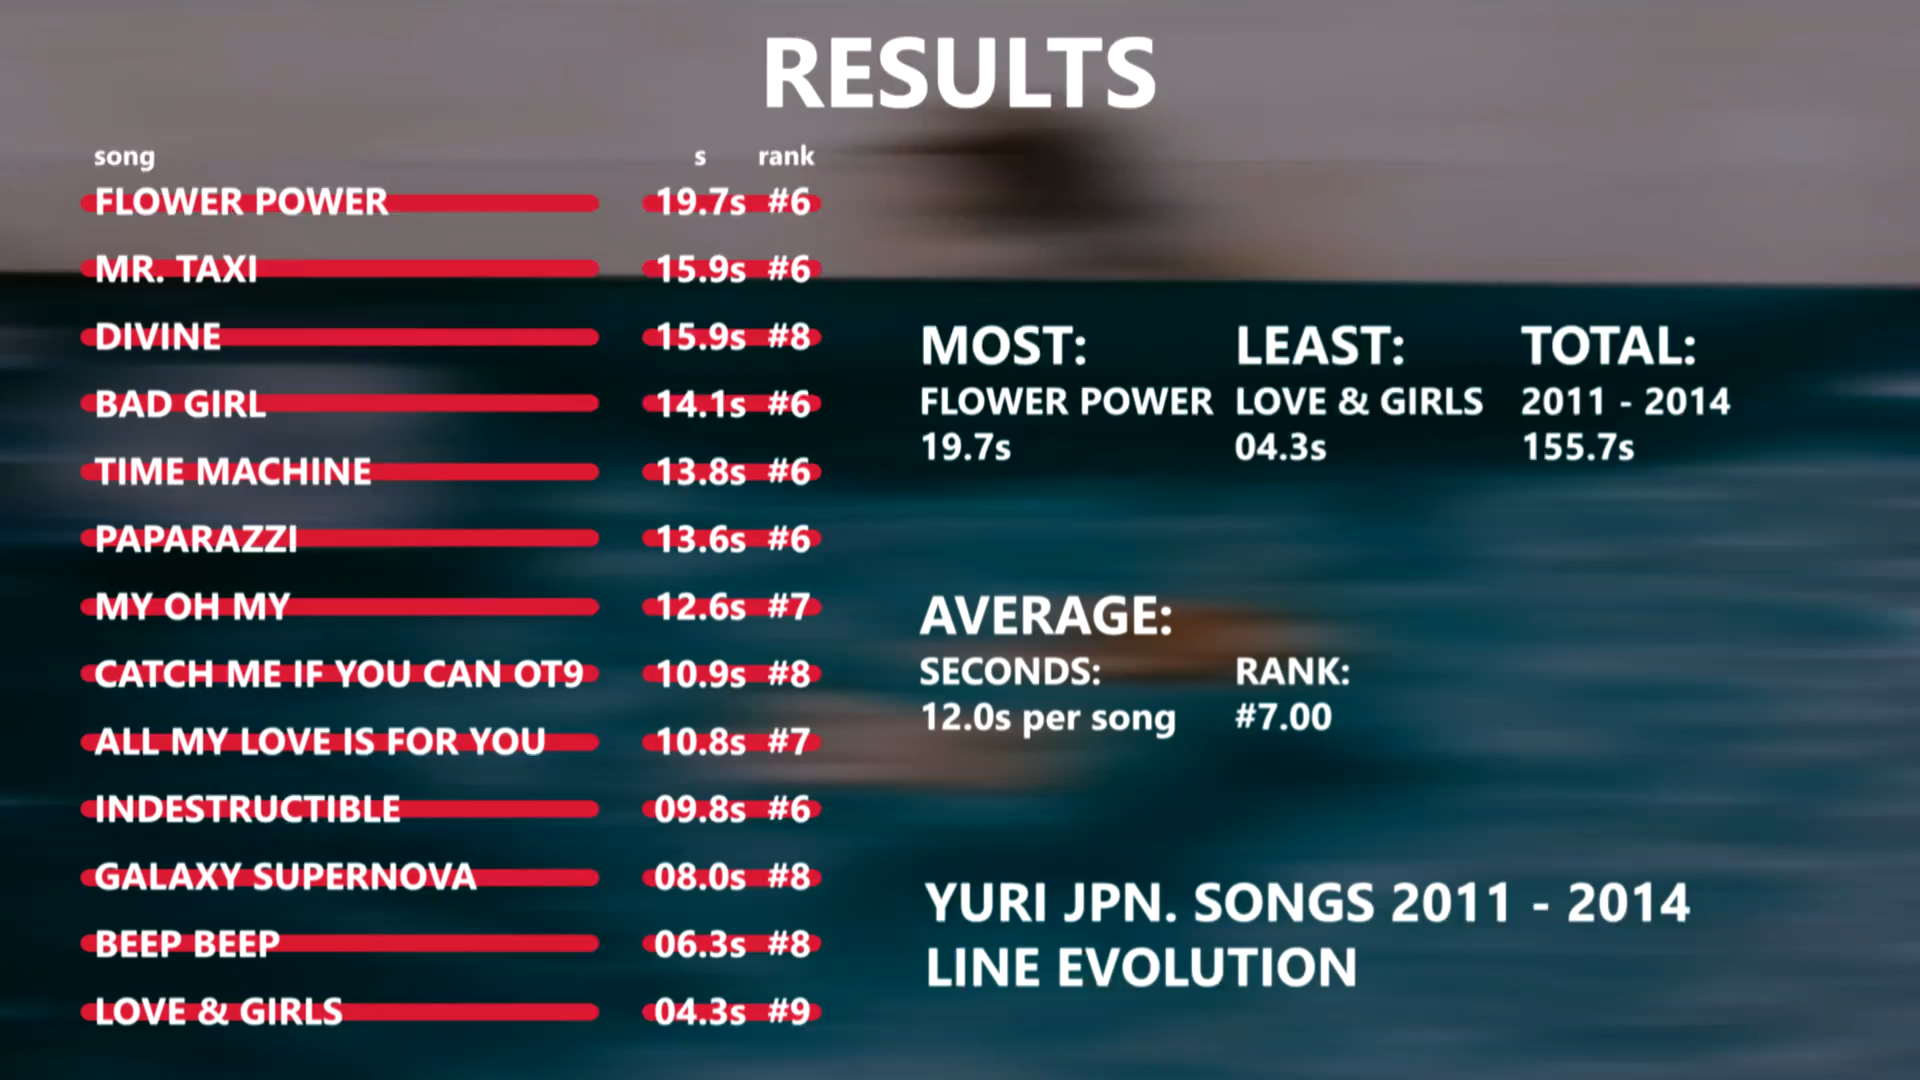 RESULTS
song s rank
FLOWER POWER 19.7s #6
MR. TAXI 15.9s #6
DIVINE 15.9s #8
BAD GIRL 14.1s #6
TIME MACHINE 13.8s #6
PAPARAZZI 13.6s #6
MY OH MY 12.6s #7
CATCH ME IF YOU CAN OT9 10.9s #8
ALL MY LOVE IS FOR YOU 10.8s #7
INDESTRUCTIBLE 09.8s #6
GALAXY SUPERNOVA 08.0s #8
BEEP BEEP 06.3s #8
LOVE & GIRLS 04.3s #9
MOST: LEAST: TOTAL:
FLOWER POWER LOVE & GIRLS 2011 - 2014
19.7s 04.3s 155.7s
AVERAGE:
SECONDS: RANK:
12.0s per song #7.00
YURI JPN. SONGS 2011 - 2014
LINE EVOLUTION